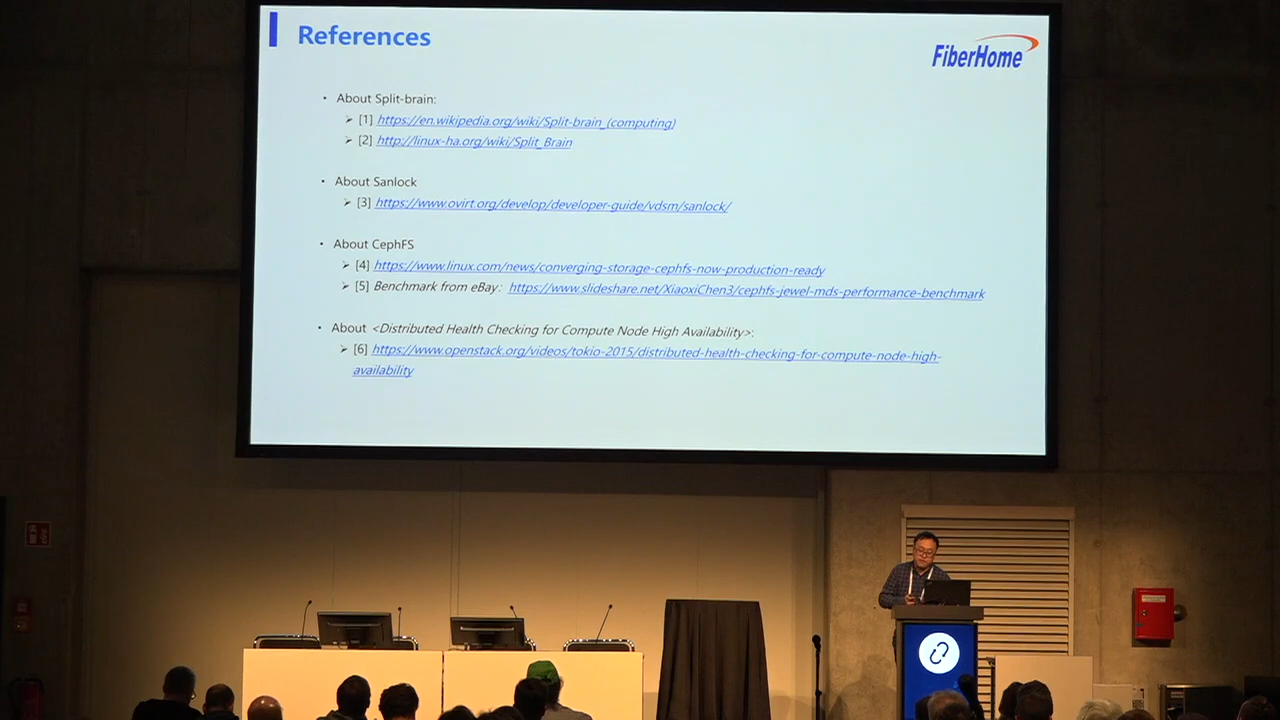 References
FiberHome
• About Split-brain:
➢ [1] https://en.wikipedia.org/wiki/Split-brain_(computing)
➢ [2] http://linux-ha.org/wiki/Split_Brain
• About Sanlock
➢ [3] https://www.ovirt.org/develop/developer-guide/vdsm/sanlock/
• About CephFS
➢ [4] https://www.linux.com/news/converging-storage-cephfs-now-production-ready
➢ [5] Benchmark from eBay: https://www.slideshare.net/XiaoxiChen3/cephfs-jewel-mds-performance-benchmark
• About <Distributed Health Checking for Compute Node High Availability>:
➢ [6] https://www.openstack.org/videos/tokio-2015/distributed-health-checking-for-compute-node-high-
availability